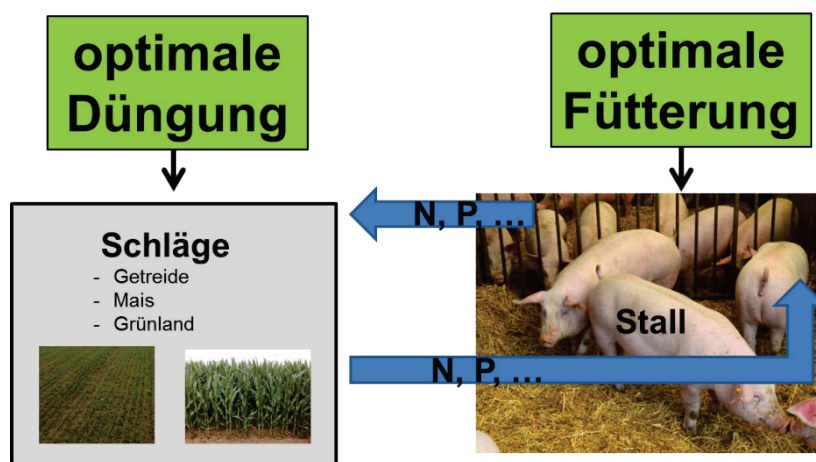 optimale
Düngung
optimale
Fütterung
N, P, ...
Schläge
- Getreide
- Mais
- Grünland
Stall
N, P, ...